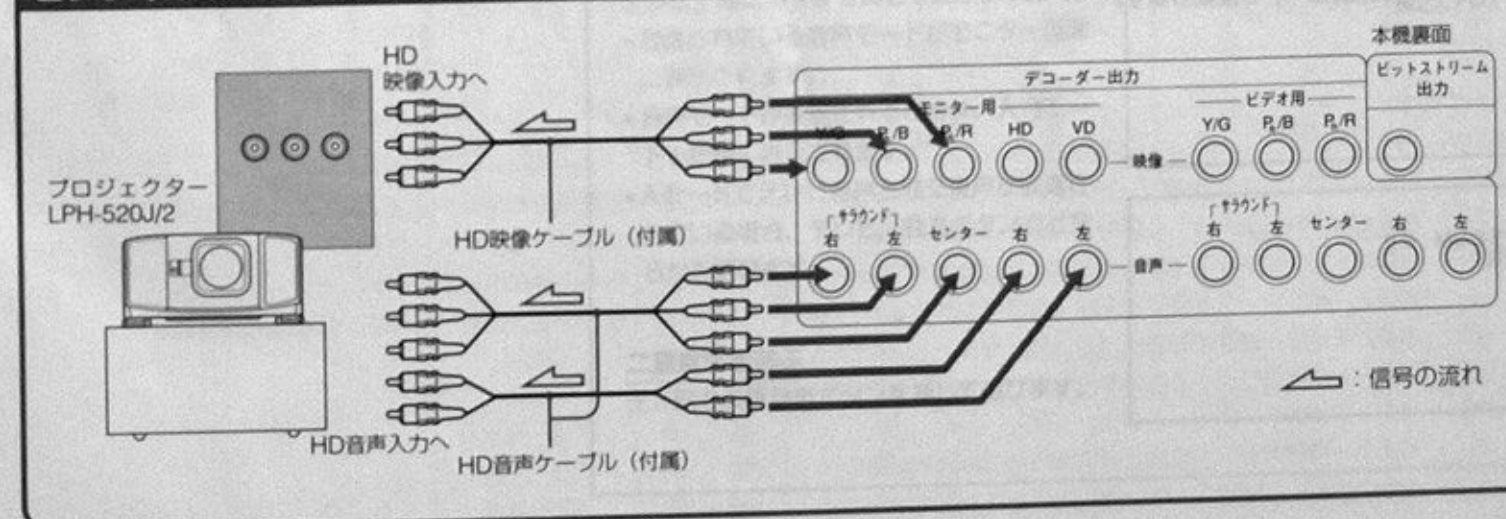 本機裏面
HD
映像入力へ
プロジェクター
LPH-520J/2
HD映像ケーブル（付属）
HD音声入力へ
HD音声ケーブル（付属）
デコーダー出力
ビットストリーム
出力
モニター用
ビデオ用
Y/G PB/B PR/R HD VD 映像 Y/G PB/B PR/R
サラウンド サラウンド
右 左 センター 右 左 音声 右 左 センター 右 左
：信号の流れ